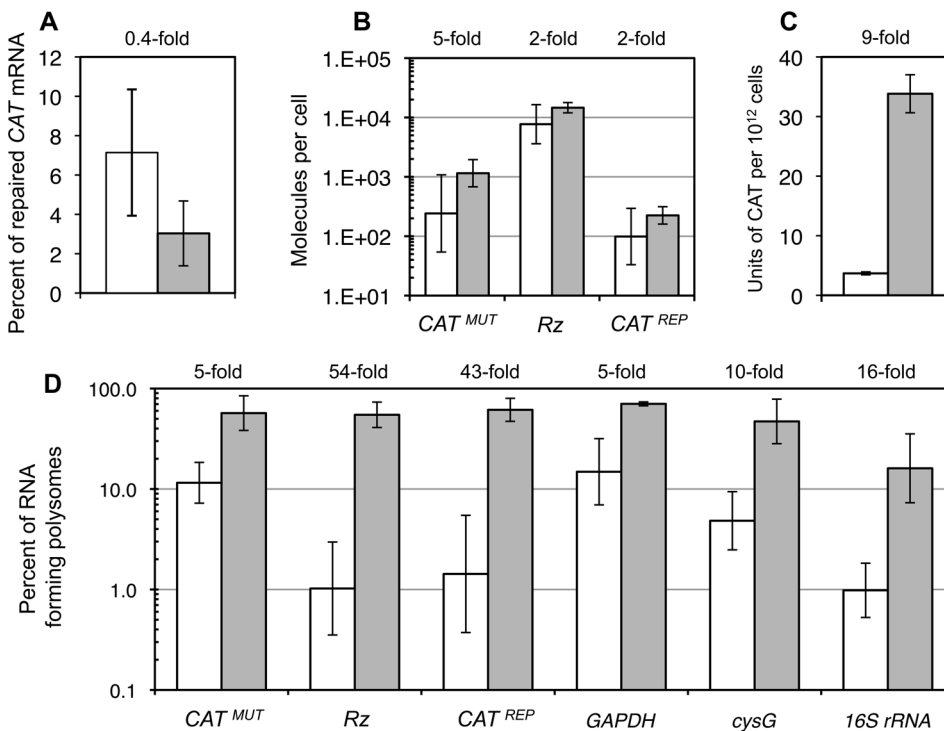 A
0.4-fold
Percent of repaired CAT mRNA
12
10
8
6
4
2
0
B
5-fold 2-fold 2-fold
Molecules per cell
1.E+05
1.E+04
1.E+03
1.E+02
1.E+01
CAT MUT Rz CAT REP
C
9-fold
Units of CAT per 10¹² cells
40
30
20
10
0
D
5-fold 54-fold 43-fold 5-fold 10-fold 16-fold
Percent of RNA
forming polysomes
100.0
10.0
1.0
0.1
CAT MUT Rz CAT REP GAPDH cysG 16S rRNA